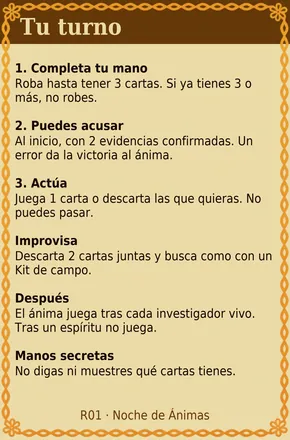 Tu turno
1. Completa tu mano
Roba hasta tener 3 cartas. Si ya tienes 3 o
más, no robes.
2. Puedes acusar
Al inicio, con 2 evidencias confirmadas. Un
error da la victoria al ánima.
3. Actúa
Juega 1 carta o descarta las que quieras. No
puedes pasar.
Improvisa
Descarta 2 cartas juntas y busca como con un
Kit de campo.
Después
El ánima juega tras cada investigador vivo.
Tras un espíritu no juega.
Manos secretas
No digas ni muestres qué cartas tienes.
R01 · Noche de Ánimas